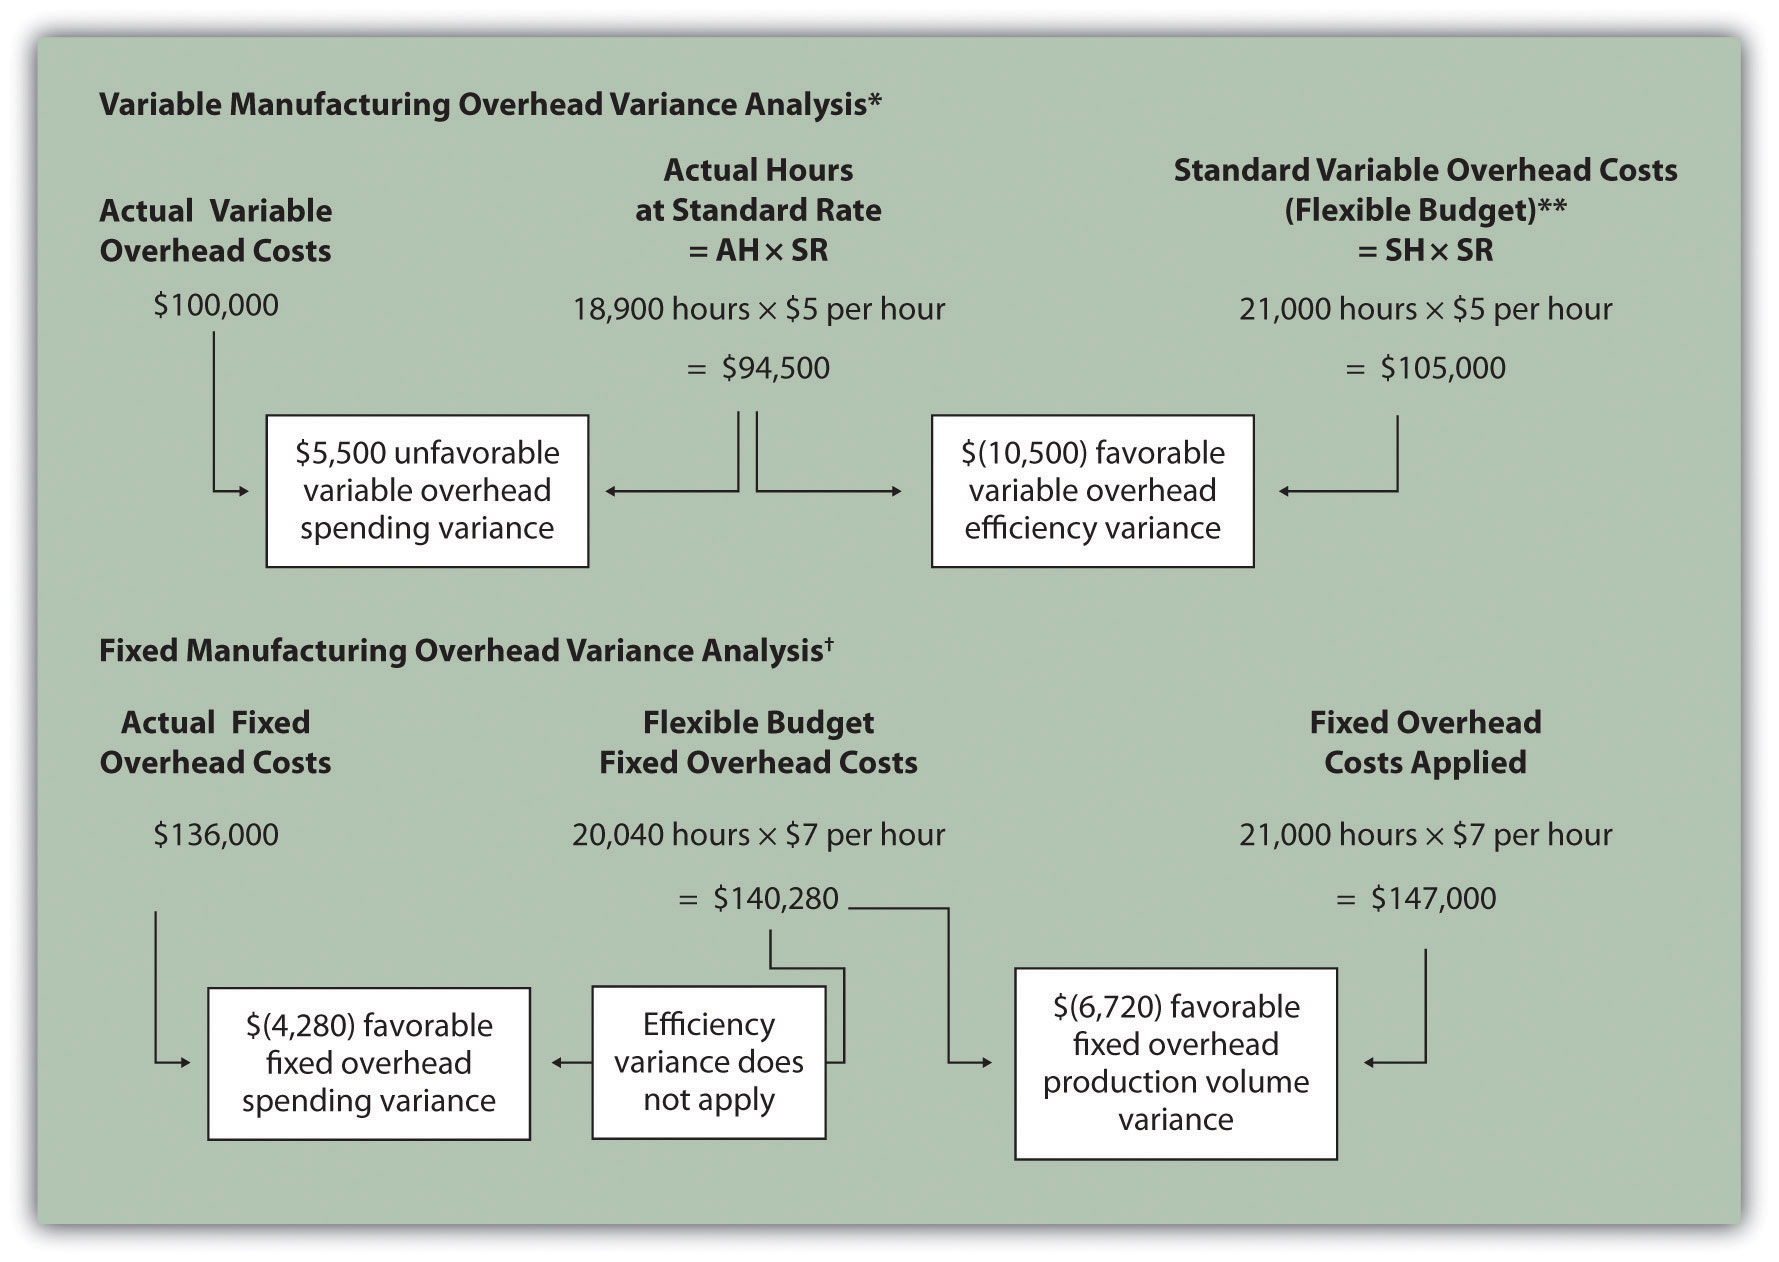 Variable Manufacturing Overhead Variance Analysis*
Actual Variable
Overhead Costs
$100,000
Actual Hours
at Standard Rate
= AH × SR
18,900 hours × $5 per hour
= $94,500
Standard Variable Overhead Costs
(Flexible Budget)**
= SH × SR
21,000 hours × $5 per hour
= $105,000
$5,500 unfavorable
variable overhead
spending variance
$(10,500) favorable
variable overhead
efficiency variance
Fixed Manufacturing Overhead Variance Analysis†
Actual Fixed
Overhead Costs
$136,000
Flexible Budget
Fixed Overhead Costs
20,040 hours × $7 per hour
= $140,280
Fixed Overhead
Costs Applied
21,000 hours × $7 per hour
= $147,000
$(4,280) favorable
fixed overhead
spending variance
Efficiency
variance does
not apply
$(6,720) favorable
fixed overhead
production volume
variance